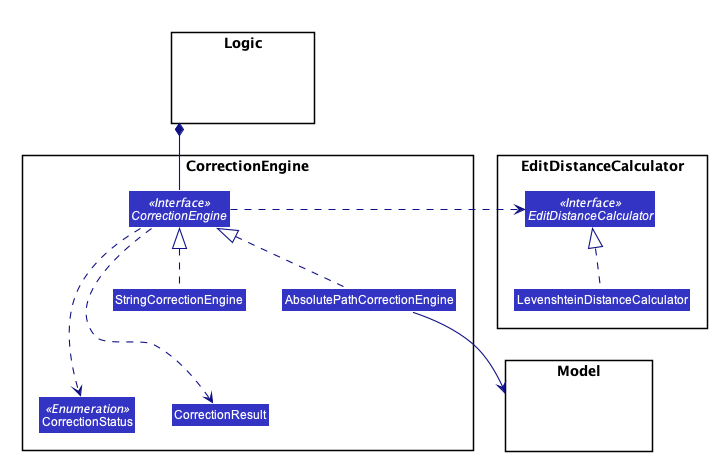 Logic
CorrectionEngine
EditDistanceCalculator
«Interface»
CorrectionEngine
«Interface»
EditDistanceCalculator
StringCorrectionEngine
AbsolutePathCorrectionEngine
LevenshteinDistanceCalculator
Model
«Enumeration»
CorrectionStatus
CorrectionResult